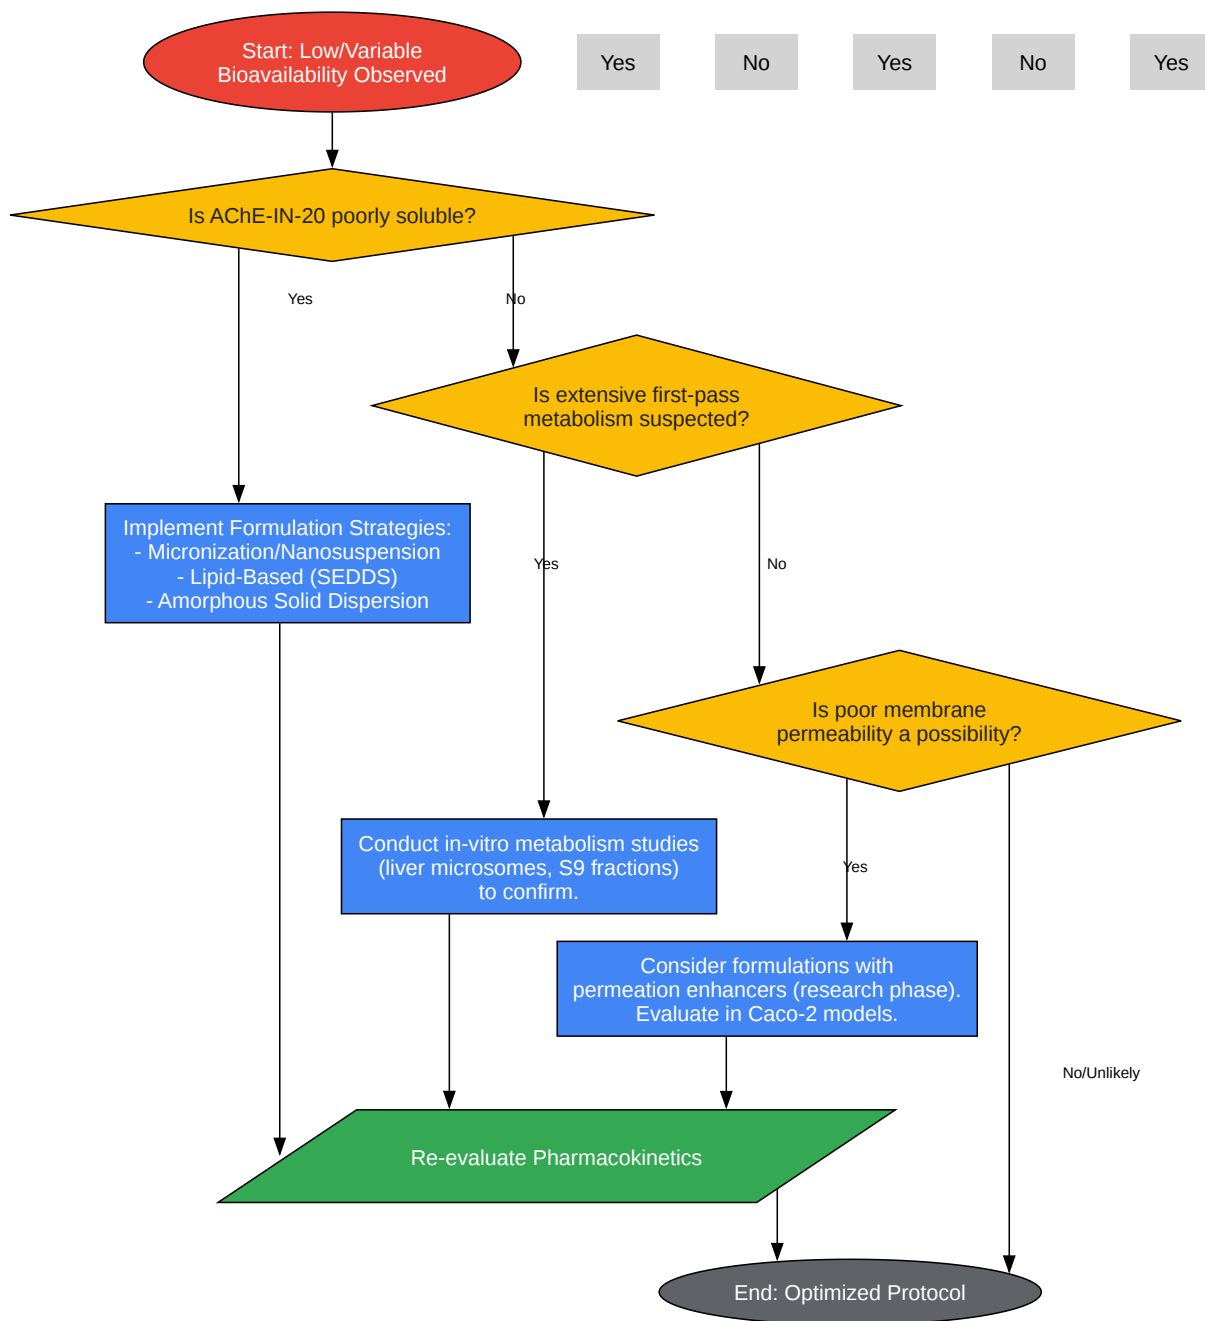 Start: Low/Variable
Bioavailability Observed
Yes
No
Yes
No
Yes
Is AChE-IN-20 poorly soluble?
Yes
No
Is extensive first-pass
metabolism suspected?
Implement Formulation Strategies:
- Micronization/Nanosuspension
- Lipid-Based (SEDDS)
- Amorphous Solid Dispersion
Yes
No
Is poor membrane
permeability a possibility?
Conduct in-vitro metabolism studies
(liver microsomes, S9 fractions)
to confirm.
Yes
Consider formulations with
permeation enhancers (research phase).
Evaluate in Caco-2 models.
No/Unlikely
Re-evaluate Pharmacokinetics
End: Optimized Protocol